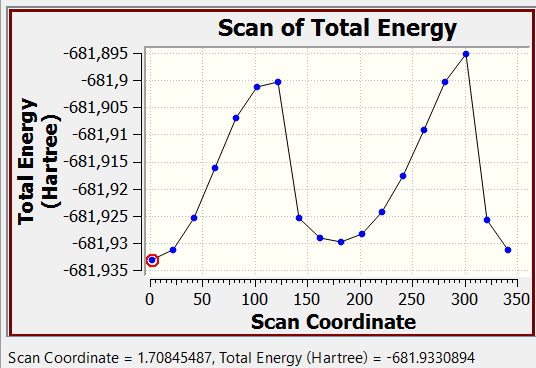 Scan of Total Energy
-681,895
-681,9
-681,905
-681,91
-681,915
-681,92
-681,925
-681,93
-681,935
Total Energy
(Hartree)
0 50 100 150 200 250 300 350
Scan Coordinate
Scan Coordinate = 1.70845487, Total Energy (Hartree) = -681.9330894